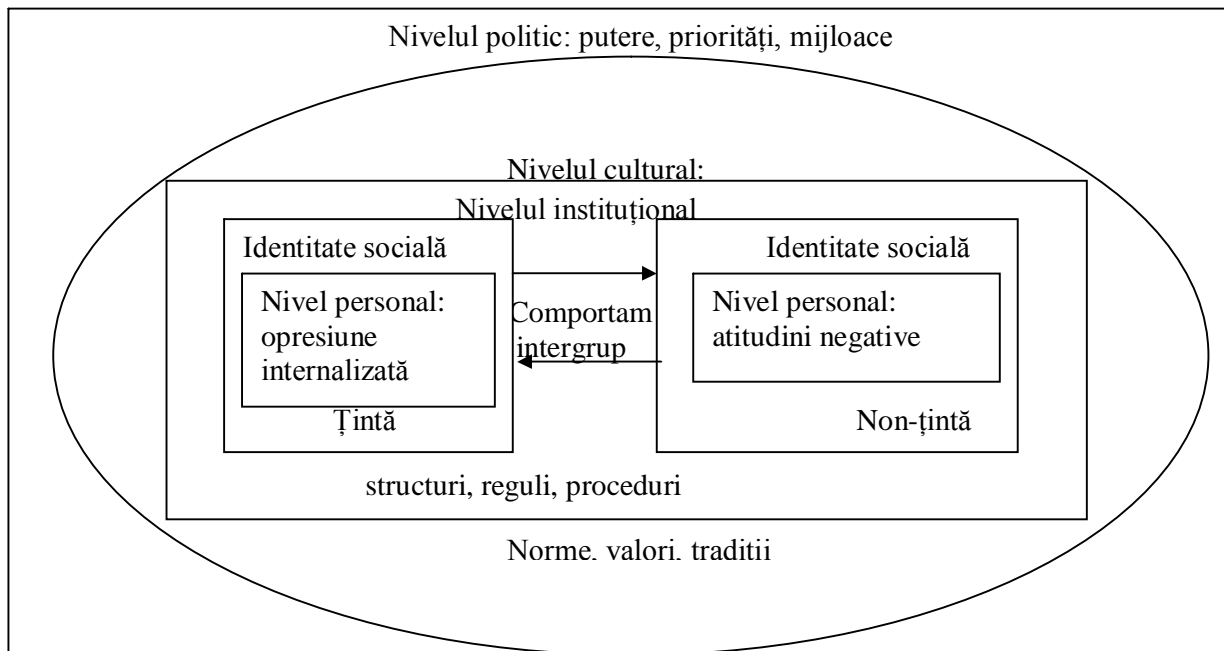 Nivelul politic: putere, priorități, mijloace
Nivelul cultural:
Nivelul instituțional
Identitate socială
Nivel personal:
opresiune
internalizată
Țintă
Comportam
intergrup
Identitate socială
Nivel personal:
atitudini negative
Non-țintă
structuri, reguli, proceduri
Norme, valori, tradiții